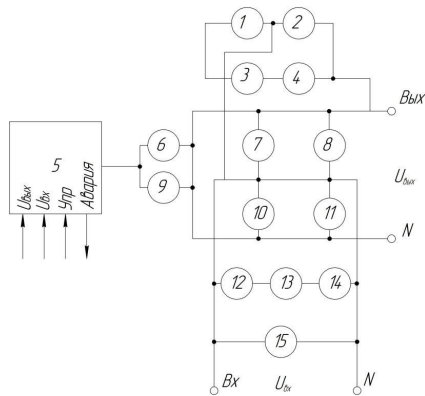 1 2
3 4
Вых
5
6
7 8
Uвых
Uвх
Упр
Авария
9
Uвых
10 11
N
12 13 14
15
Вх Uвх N